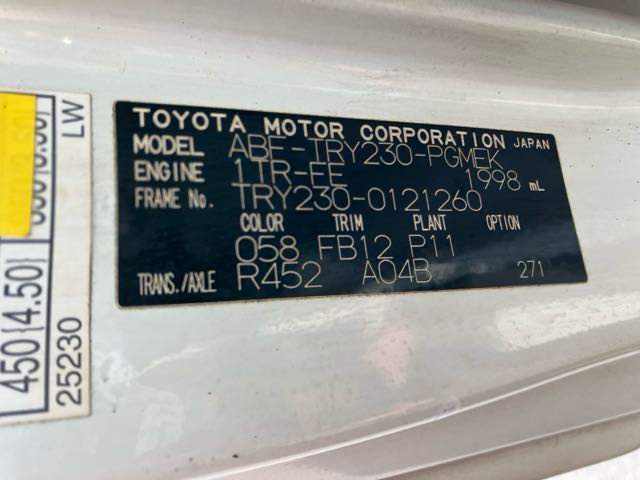 TOYOTA MOTOR CORPORATION JAPAN
MODEL ABF-TRY230-PGMEK
ENGINE 1TR-FE 1998 mL
FRAME No. TRY230-0121260
COLOR TRIM PLANT OPTION
058 FB12 P11
TRANS./AXLE R452 A04B 271
LW
450(4.50)
25230